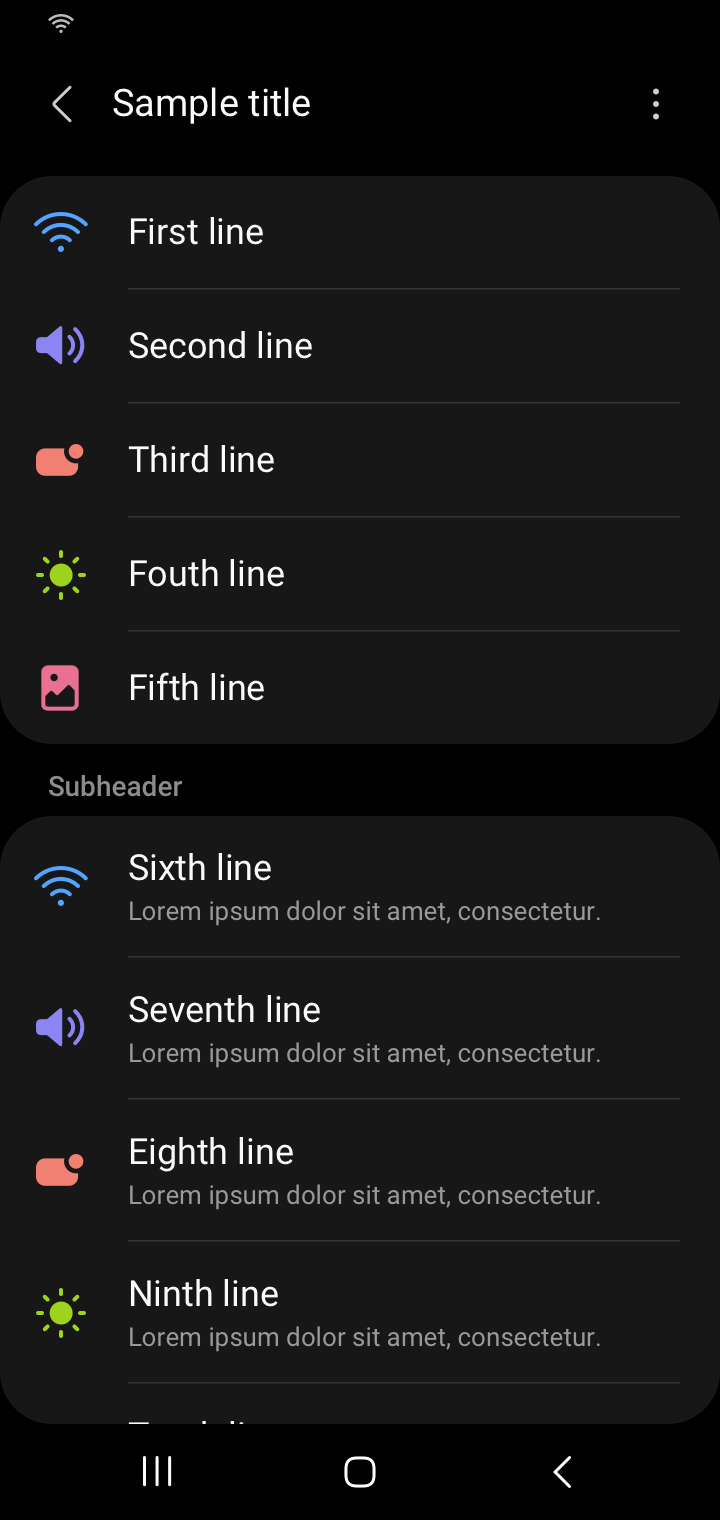 Sample title
First line
Second line
Third line
Fouth line
Fifth line
Subheader
Sixth line
Lorem ipsum dolor sit amet, consectetur.
Seventh line
Lorem ipsum dolor sit amet, consectetur.
Eighth line
Lorem ipsum dolor sit amet, consectetur.
Ninth line
Lorem ipsum dolor sit amet, consectetur.